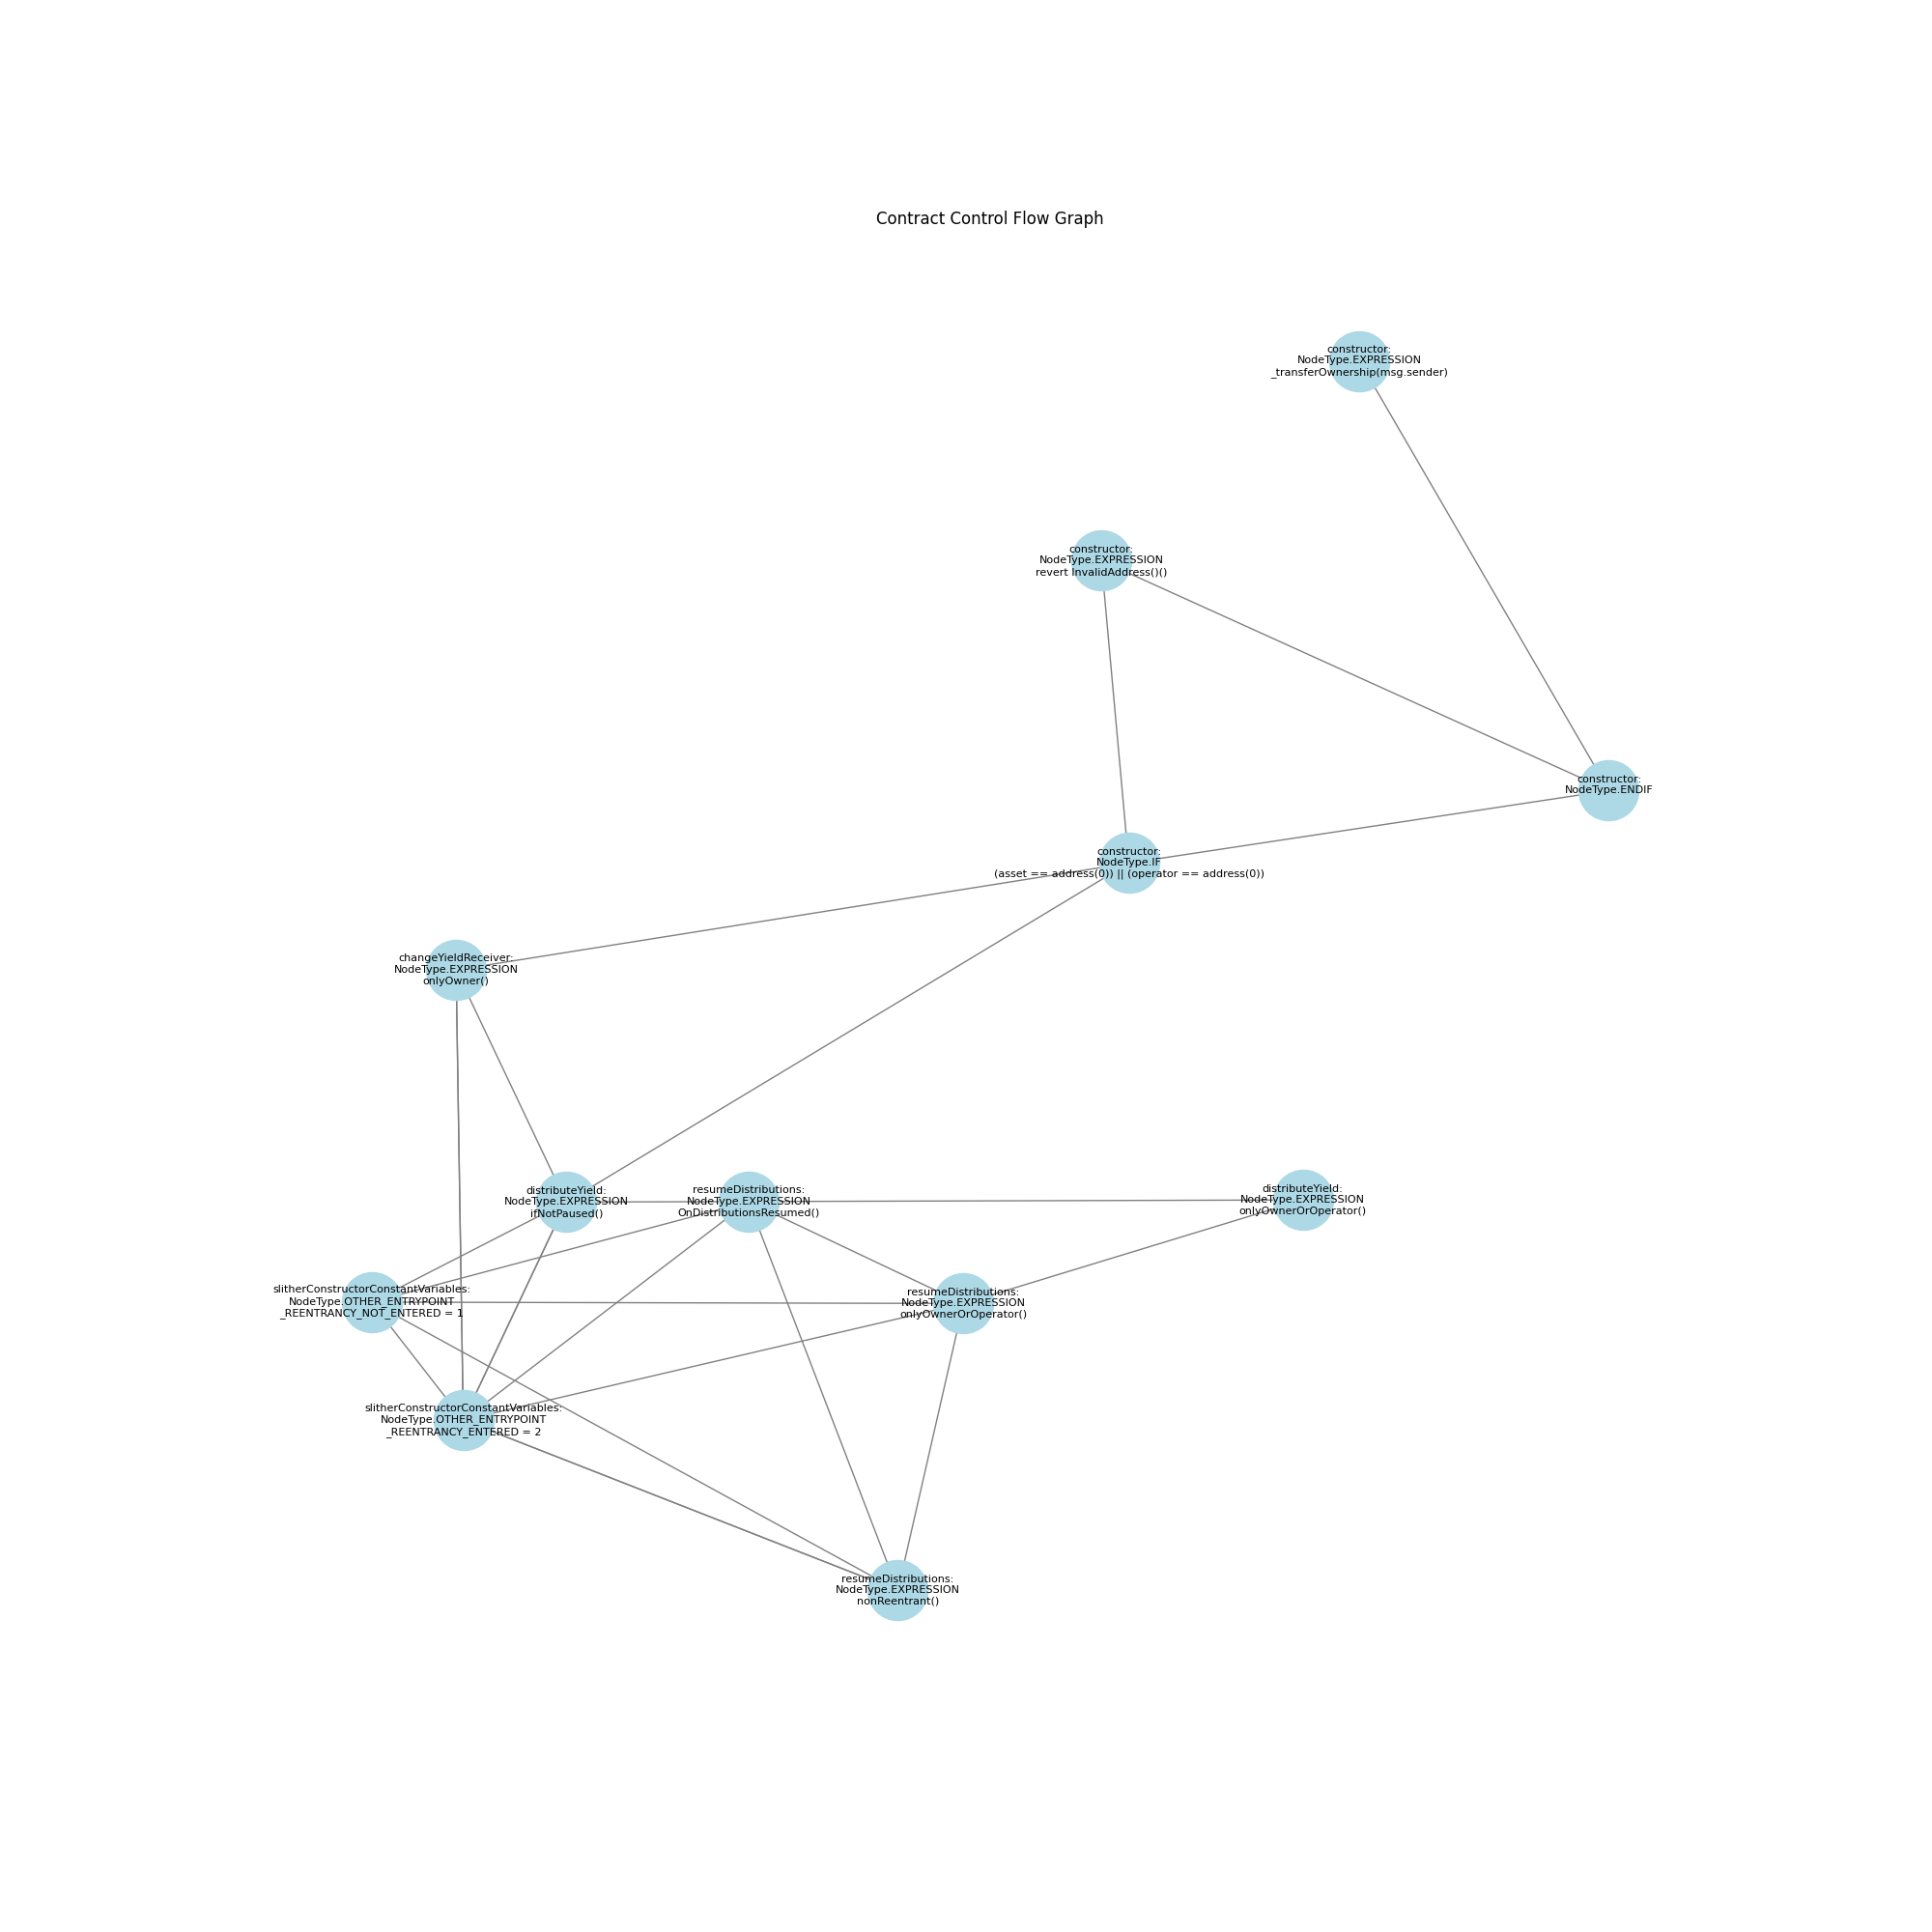 Contract Control Flow Graph
constructor:
NodeType.EXPRESSION
_transferOwnership(msg.sender)
constructor:
NodeType.EXPRESSION
revert InvalidAddress()()
constructor:
NodeType.ENDIF
constructor:
NodeType.IF
(asset == address(0)) || (operator == address(0))
changeYieldReceiver:
NodeType.EXPRESSION
onlyOwner()
distributeYield:
NodeType.EXPRESSION
ifNotPaused()
resumeDistributions:
NodeType.EXPRESSION
OnDistributionsResumed()
distributeYield:
NodeType.EXPRESSION
onlyOwnerOrOperator()
slitherConstructorConstantVariables:
NodeType.OTHER_ENTRYPOINT
_REENTRANCY_NOT_ENTERED = 1
resumeDistributions:
NodeType.EXPRESSION
onlyOwnerOrOperator()
slitherConstructorConstantVariables:
NodeType.OTHER_ENTRYPOINT
_REENTRANCY_ENTERED = 2
resumeDistributions:
NodeType.EXPRESSION
nonReentrant()